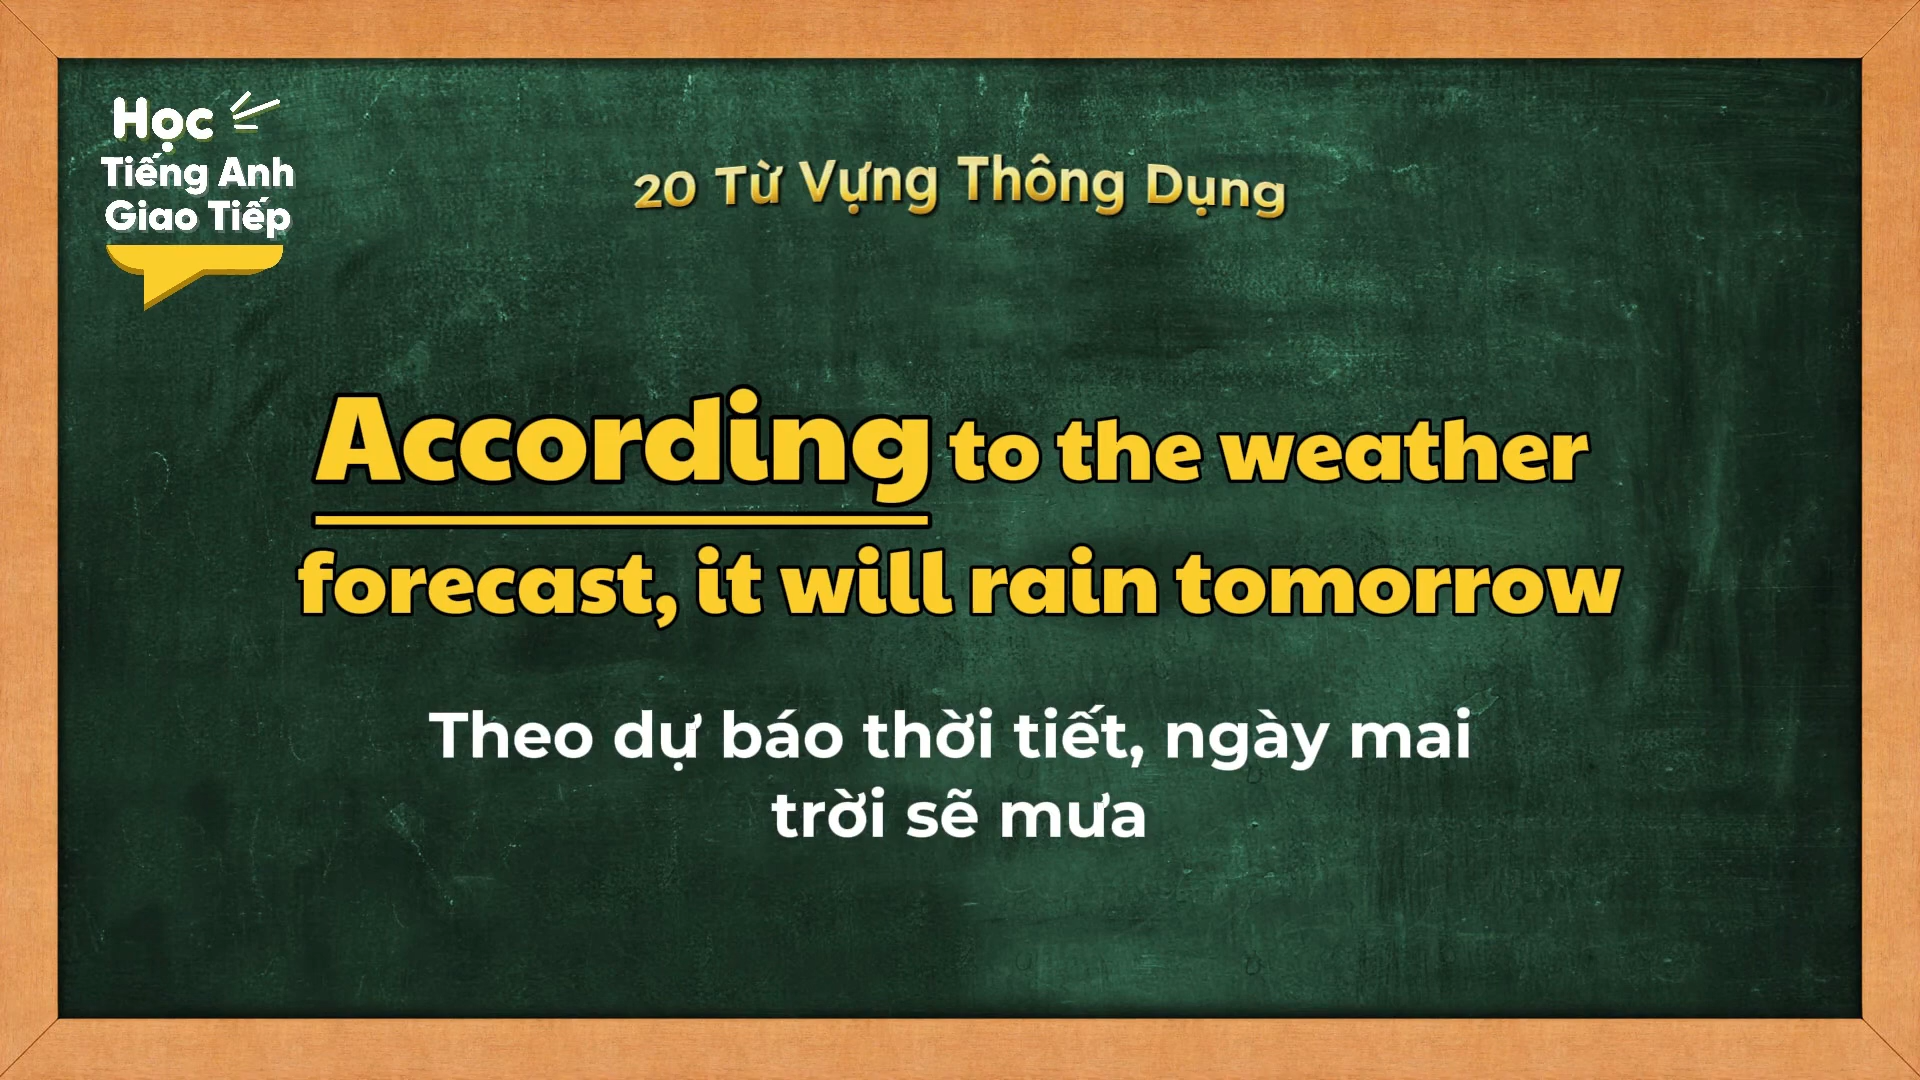 Học
Tiếng Anh
Giao Tiếp
20 Từ Vựng Thông Dụng
According to the weather
forecast, it will rain tomorrow
Theo dự báo thời tiết, ngày mai
trời sẽ mưa